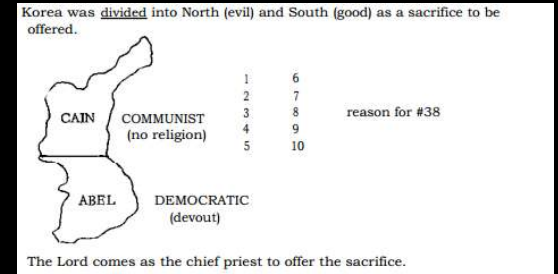 Korea was divided into North (evil) and South (good) as a sacrifice to be
offered.
1 6
2 7
CAIN COMMUNIST 3 8 reason for #38
(no religion) 4 9
5 10
ABEL DEMOCRATIC
(devout)
The Lord comes as the chief priest to offer the sacrifice.